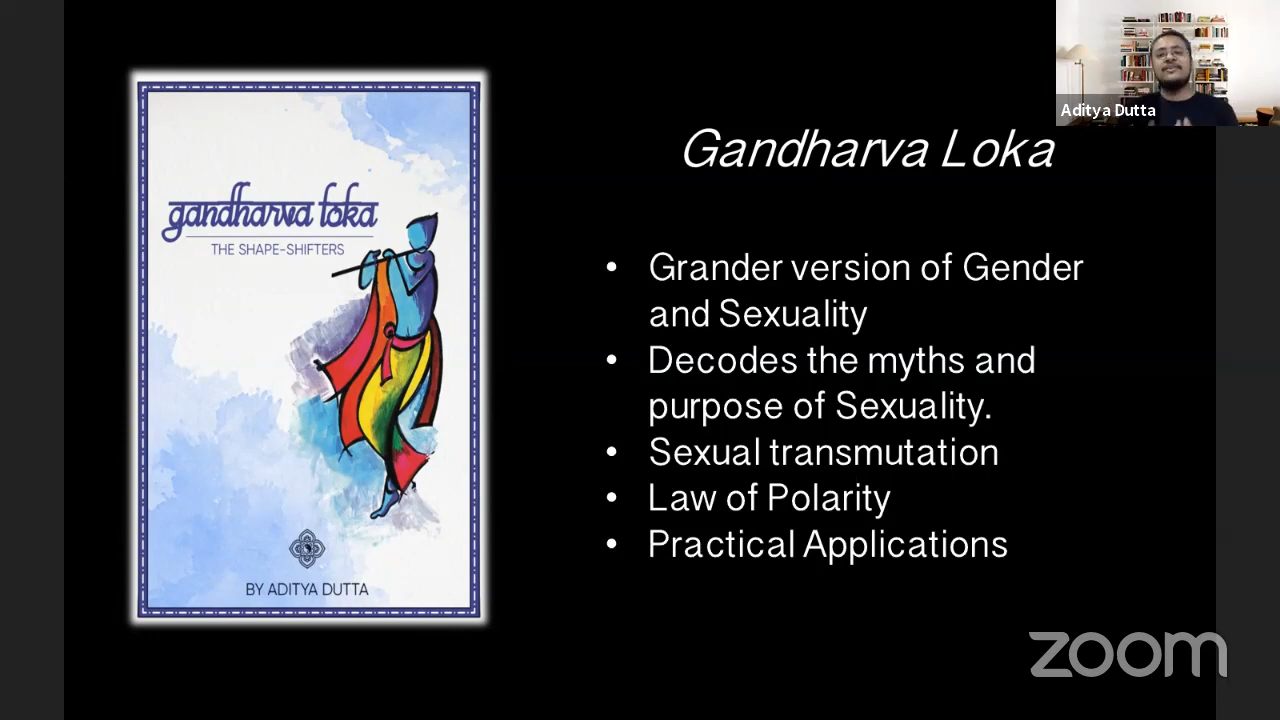 gandharva loka
THE SHAPE-SHIFTERS
BY ADITYA DUTTA
Gandharva Loka
• Grander version of Gender
and Sexuality
• Decodes the myths and
purpose of Sexuality.
• Sexual transmutation
• Law of Polarity
• Practical Applications
Aditya Dutta
zoom